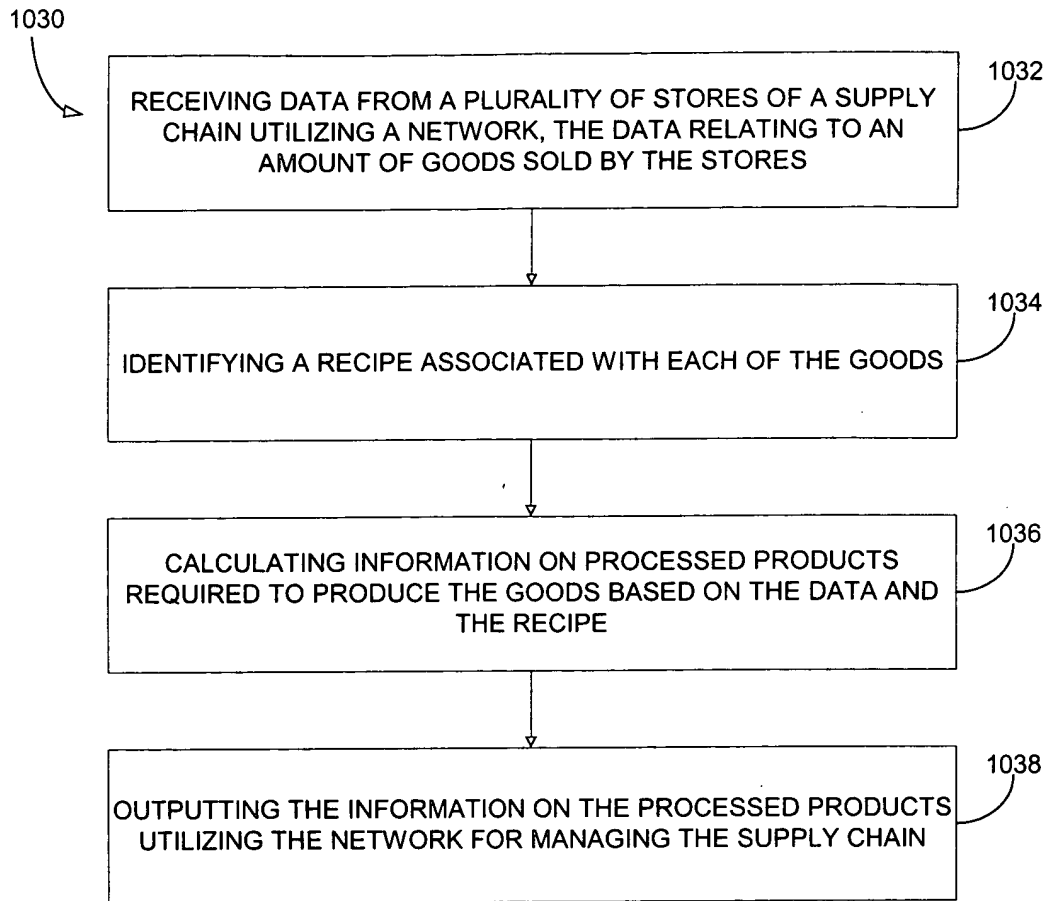 1030
1032
RECEIVING DATA FROM A PLURALITY OF STORES OF A SUPPLY
CHAIN UTILIZING A NETWORK, THE DATA RELATING TO AN
AMOUNT OF GOODS SOLD BY THE STORES
1034
IDENTIFYING A RECIPE ASSOCIATED WITH EACH OF THE GOODS
1036
CALCULATING INFORMATION ON PROCESSED PRODUCTS
REQUIRED TO PRODUCE THE GOODS BASED ON THE DATA AND
THE RECIPE
1038
OUTPUTTING THE INFORMATION ON THE PROCESSED PRODUCTS
UTILIZING THE NETWORK FOR MANAGING THE SUPPLY CHAIN